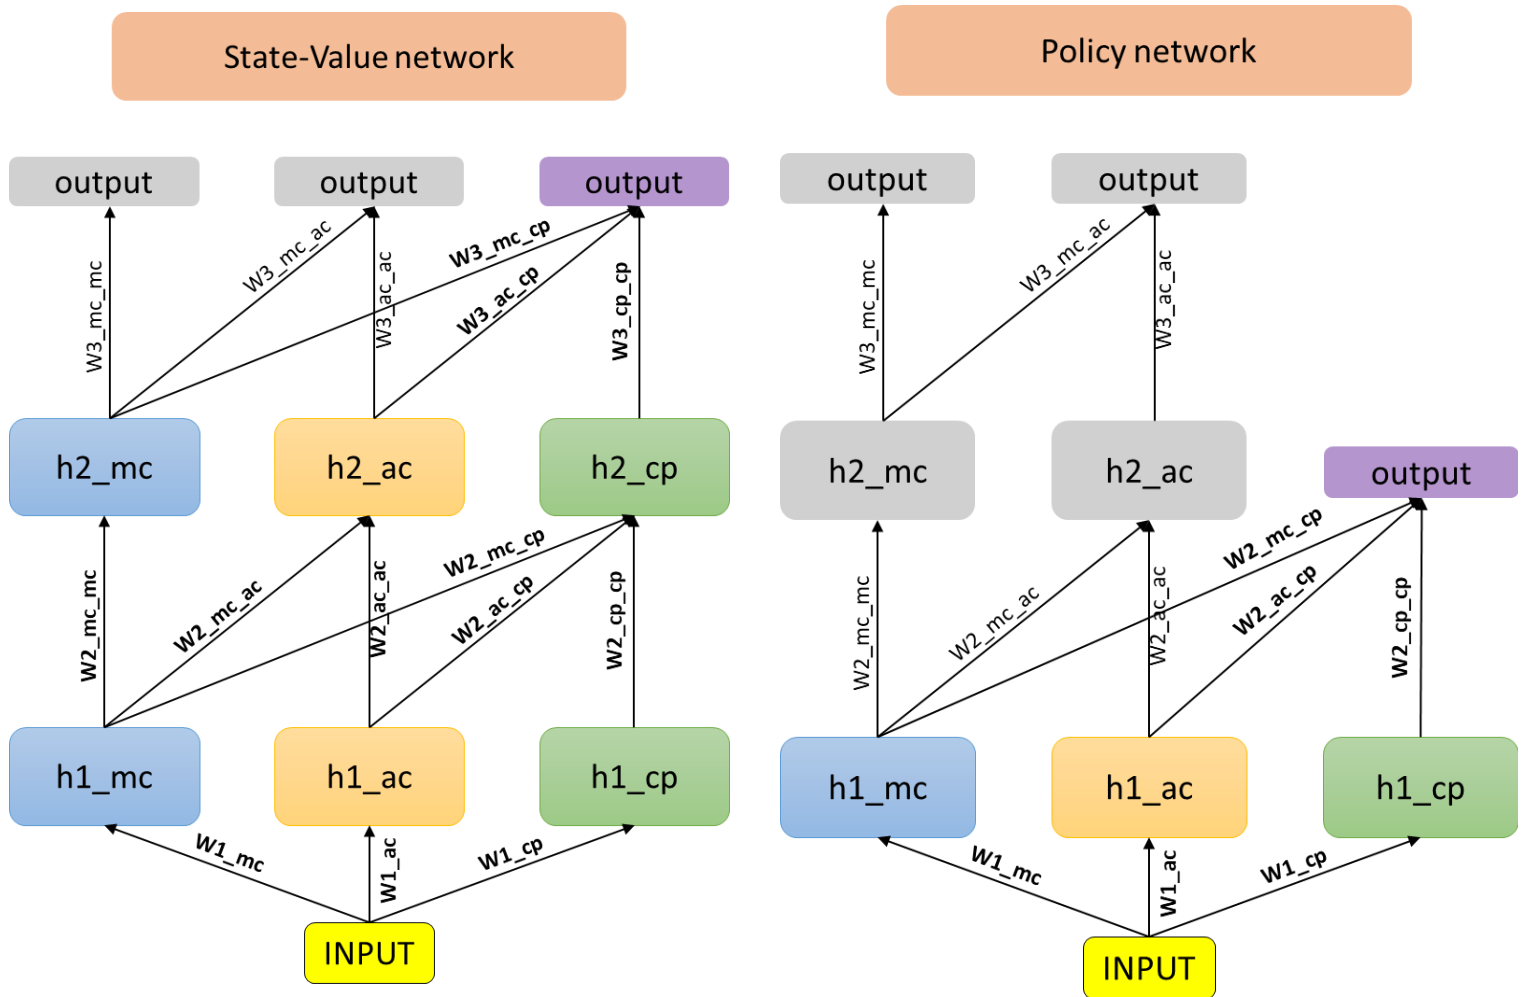 State-Value network
output
output
output
W3_mc_mc
W3_mc_ac
W3_ac_ac
W3_mc_cp
W3_ac_cp
W3_cp_cp
h2_mc
h2_ac
h2_cp
W2_mc_mc
W2_mc_ac
W2_ac_ac
W2_mc_cp
W2_ac_cp
W2_cp_cp
h1_mc
h1_ac
h1_cp
W1_mc
W1_ac
W1_cp
INPUT
Policy network
output
output
W3_mc_mc
W3_mc_ac
W3_ac_ac
h2_mc
h2_ac
output
W2_mc_mc
W2_mc_ac
W2_ac_ac
W2_mc_cp
W2_ac_cp
W2_cp_cp
h1_mc
h1_ac
h1_cp
W1_mc
W1_ac
W1_cp
INPUT